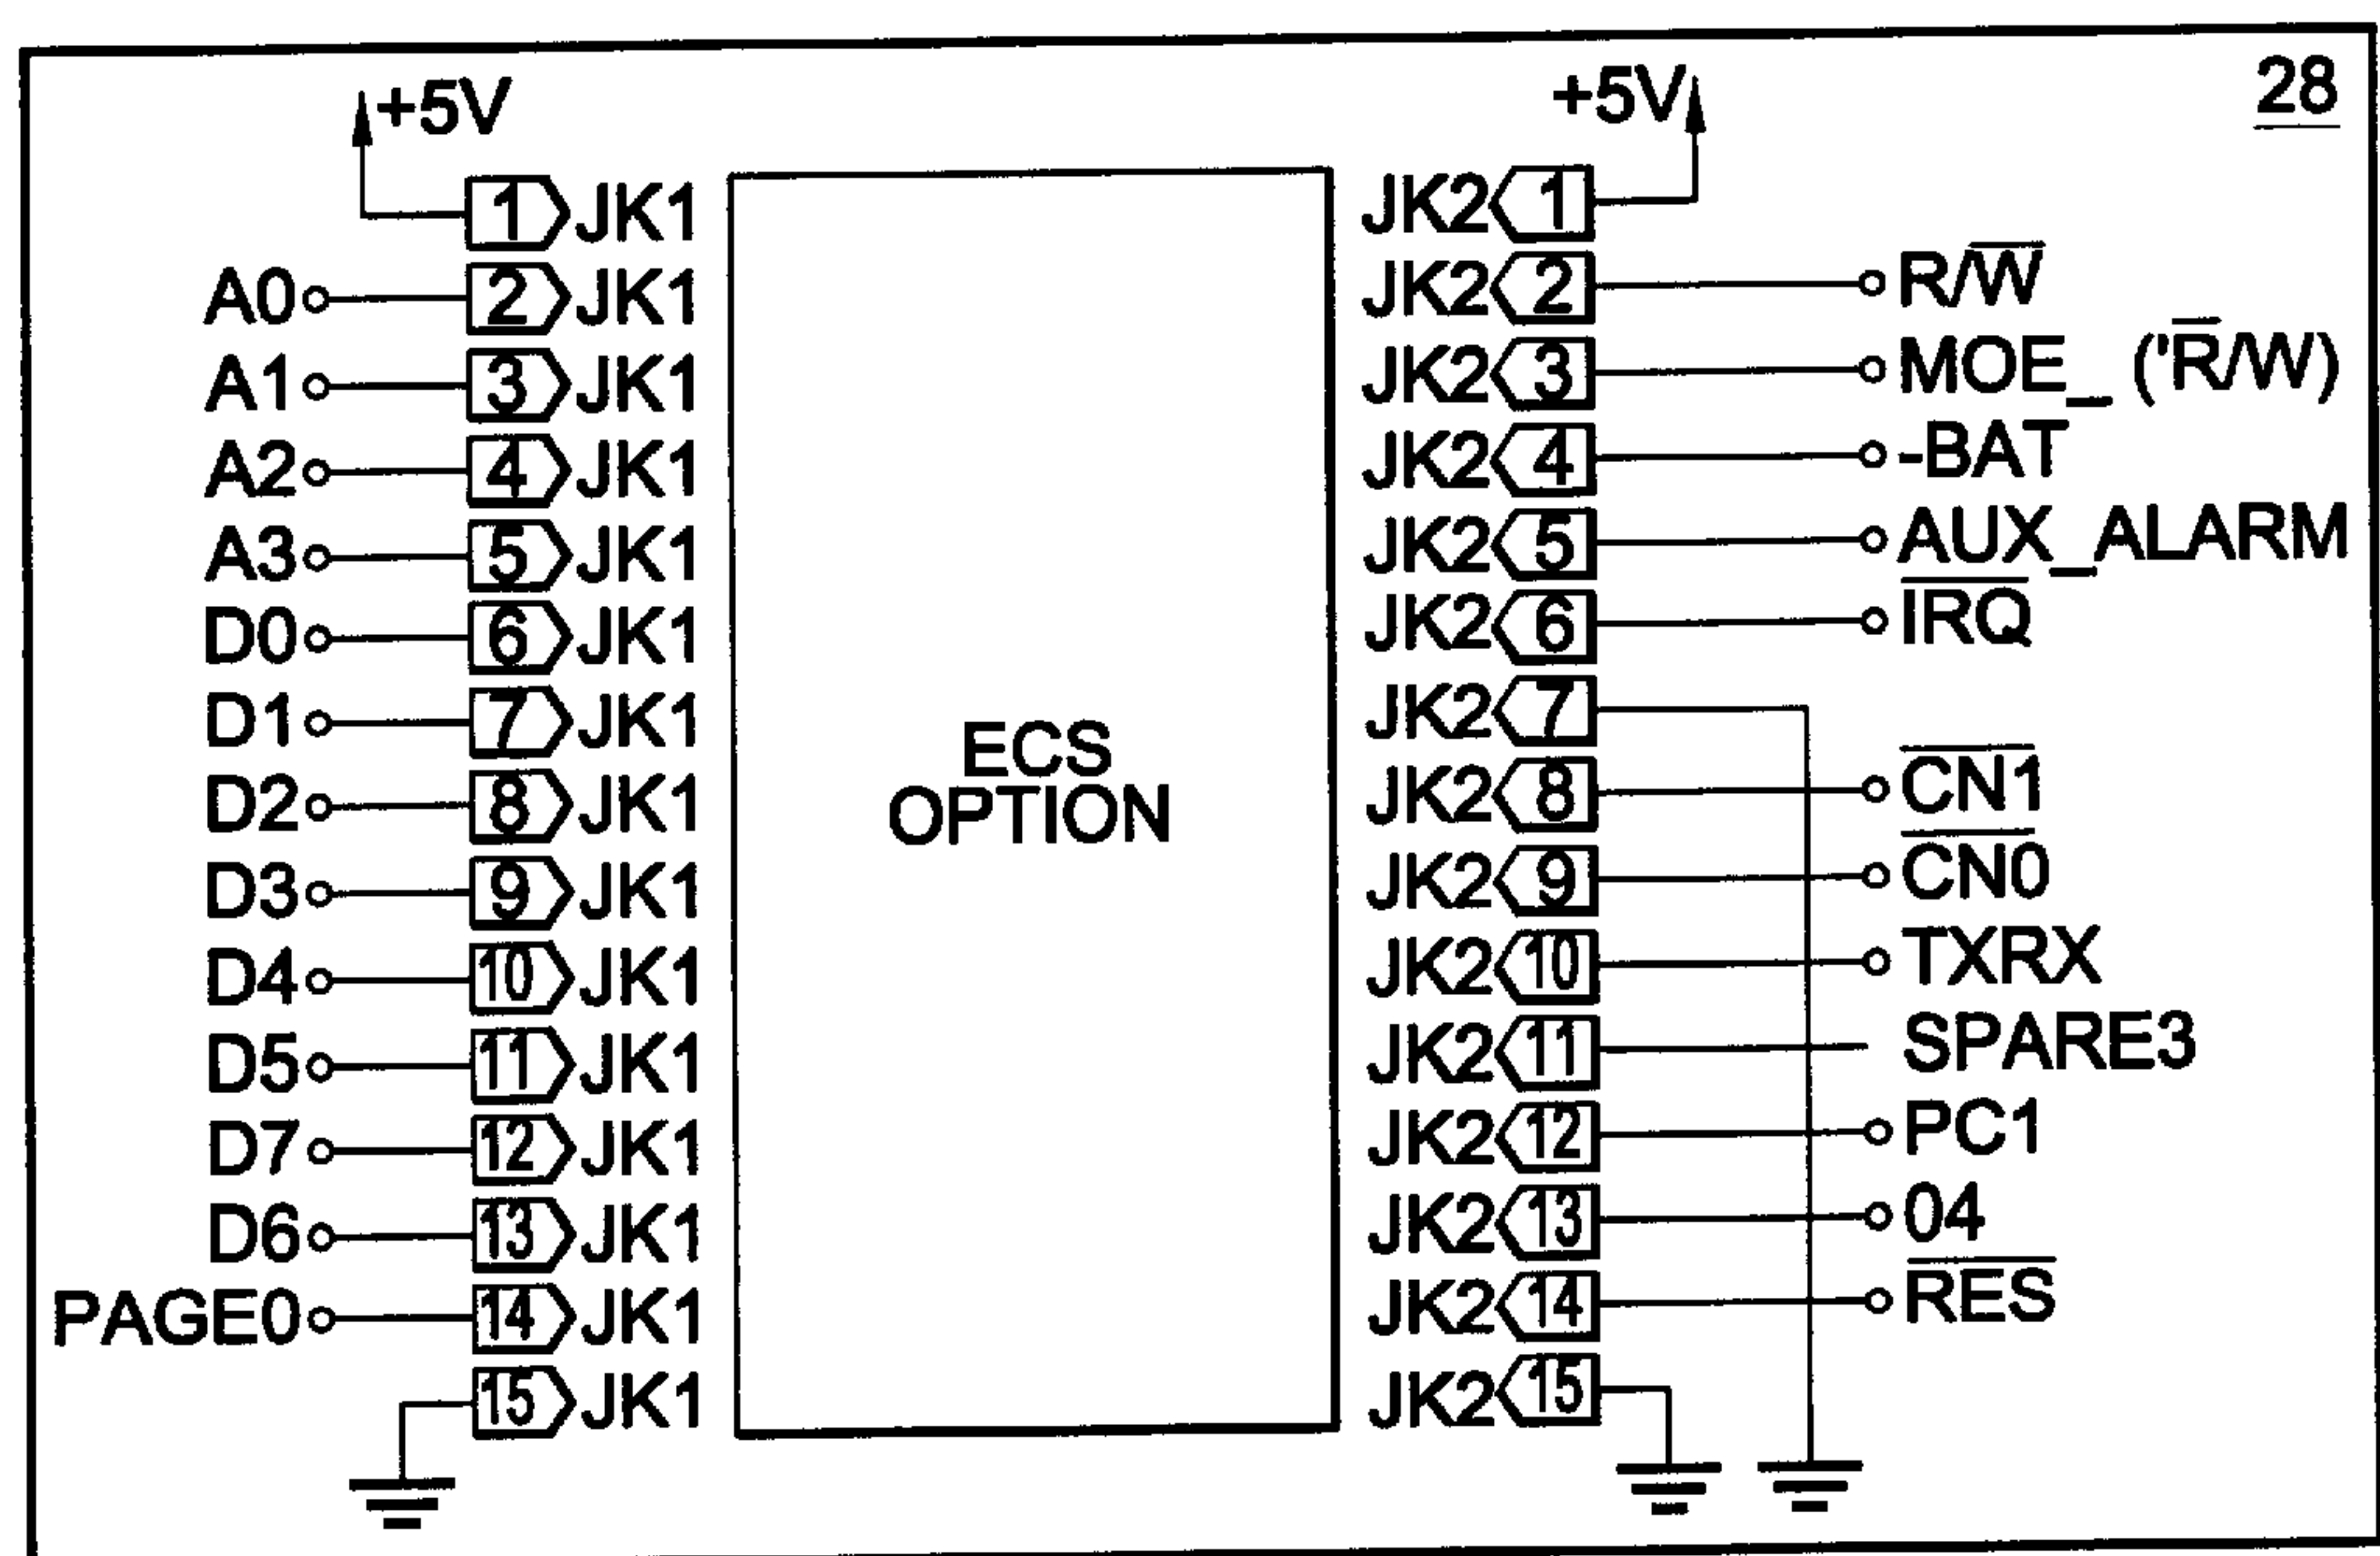 28
+5V +5V
1 JK1 JK2 1
A0 2 JK1 JK2 2 R/W̅
A1 3 JK1 JK2 3 MOE_ ('R̅/W)
A2 4 JK1 JK2 4 -BAT
A3 5 JK1 JK2 5 AUX_ALARM
D0 6 JK1 JK2 6 I̅R̅Q̅
D1 7 JK1 JK2 7
ECS
OPTION
D2 8 JK1 JK2 8 C̅N̅1̅
D3 9 JK1 JK2 9 C̅N̅0̅
D4 10 JK1 JK2 10 TXRX
D5 11 JK1 JK2 11 SPARE3
D7 12 JK1 JK2 12 PC1
D6 13 JK1 JK2 13 04
PAGE0 14 JK1 JK2 14 R̅E̅S̅
15 JK1 JK2 15